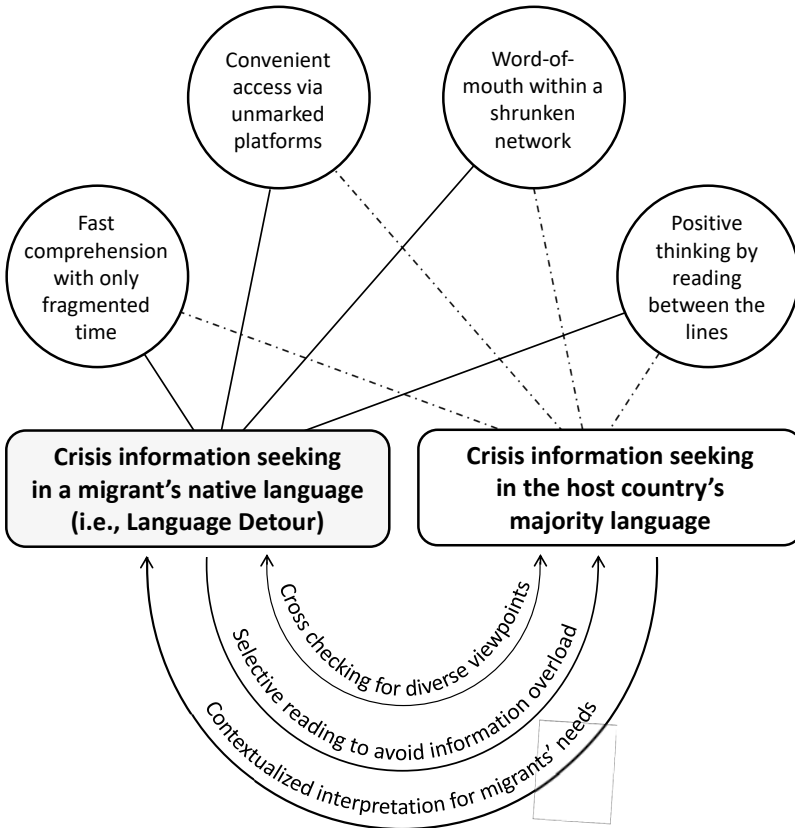 Convenient
access via
unmarked
platforms
Word-of-
mouth within a
shrunken
network
Fast
comprehension
with only
fragmented
time
Positive
thinking by
reading
between the
lines
Crisis information seeking
in a migrant’s native language
(i.e., Language Detour)
Crisis information seeking
in the host country’s
majority language
Cross checking for diverse viewpoints
Selective reading to avoid information overload
Contextualized interpretation for migrants’ needs